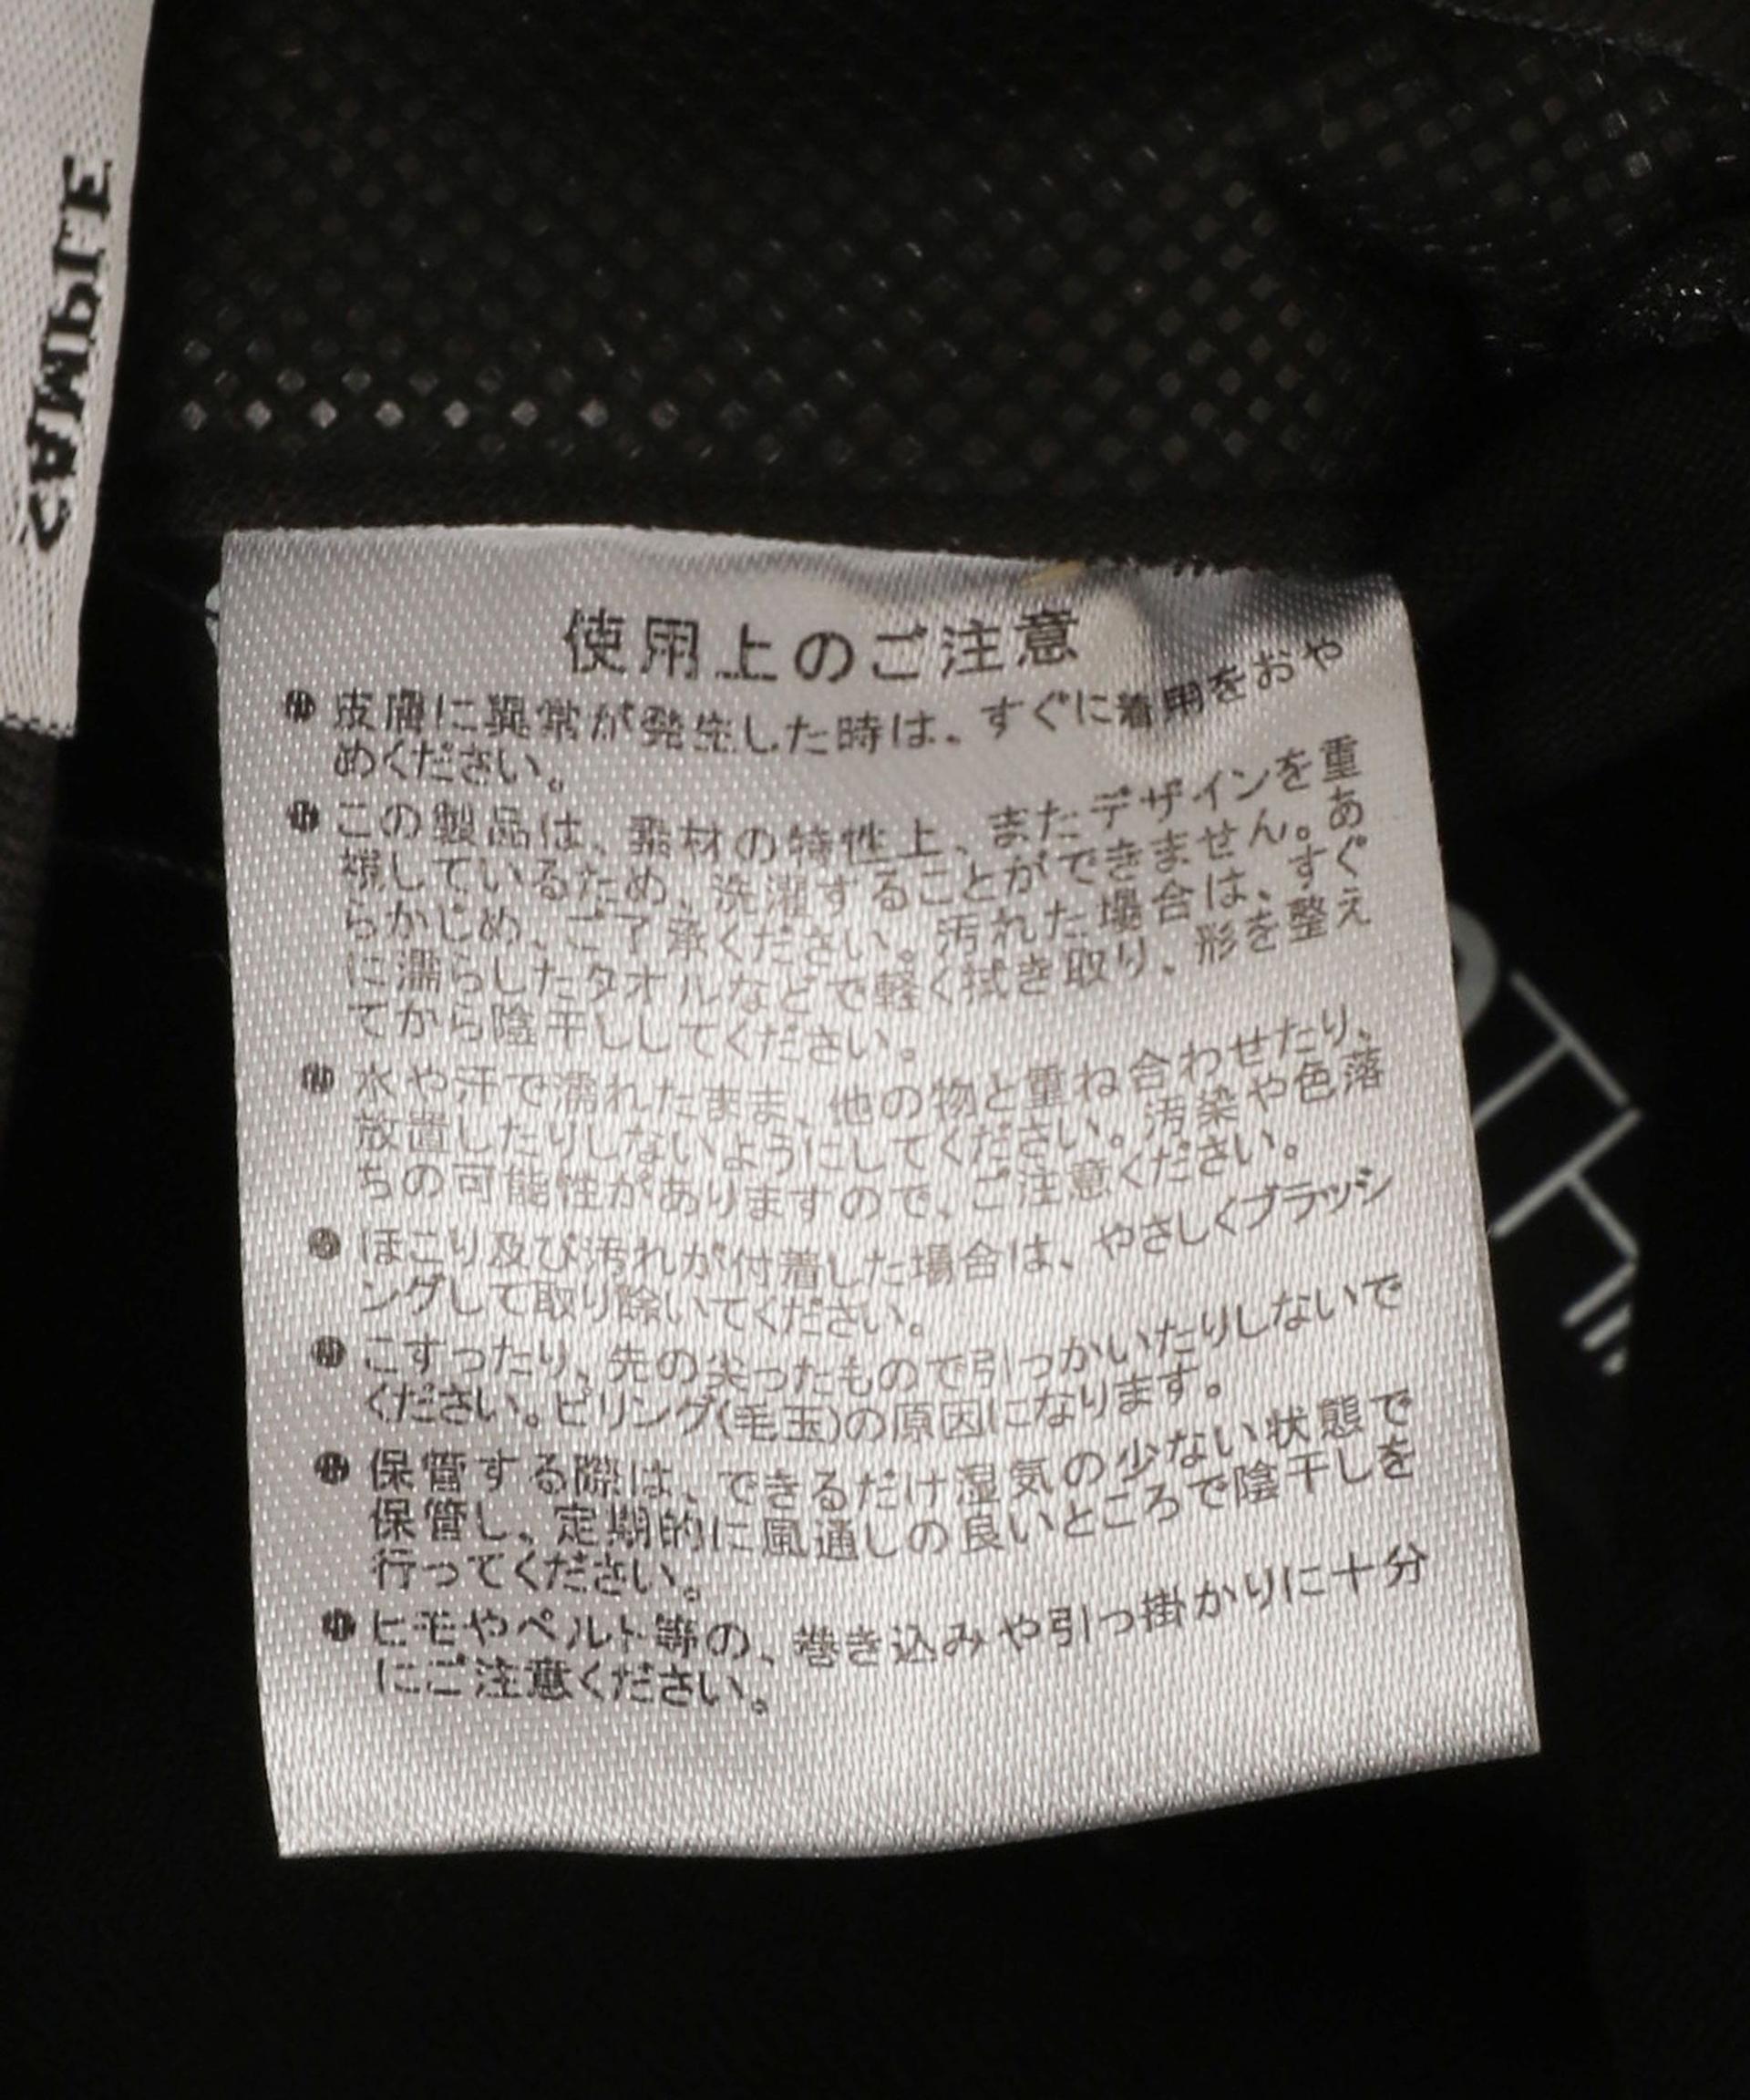 使用上のご注意
●皮膚に異常が発生した時は、すぐに着用をおや
めください。
●この製品は、素材の特性上、またデザインを重
視しているため、洗濯することができません。あ
らかじめ、ご了承ください。汚れた場合は、すぐ
に濡らしたタオルなどで軽く拭き取り、形を整え
てから陰干ししてください。
●水や汗で濡れたまま、他の物と重ね合わせたり、
放置したりしないようにしてください。汚染や色落
ちの可能性がありますので、ご注意ください。
●ほこり及び汚れが付着した場合は、やさしくブラッシ
ングして取り除いてください。
●こすったり、先の尖ったもので引っかいたりしないで
ください。ピリング(毛玉)の原因になります。
●保管する際は、できるだけ湿気の少ない状態で
保管し、定期的に風通しの良いところで陰干しを
行ってください。
●ヒモやベルト等の、巻き込みや引っ掛かりに十分
にご注意ください。